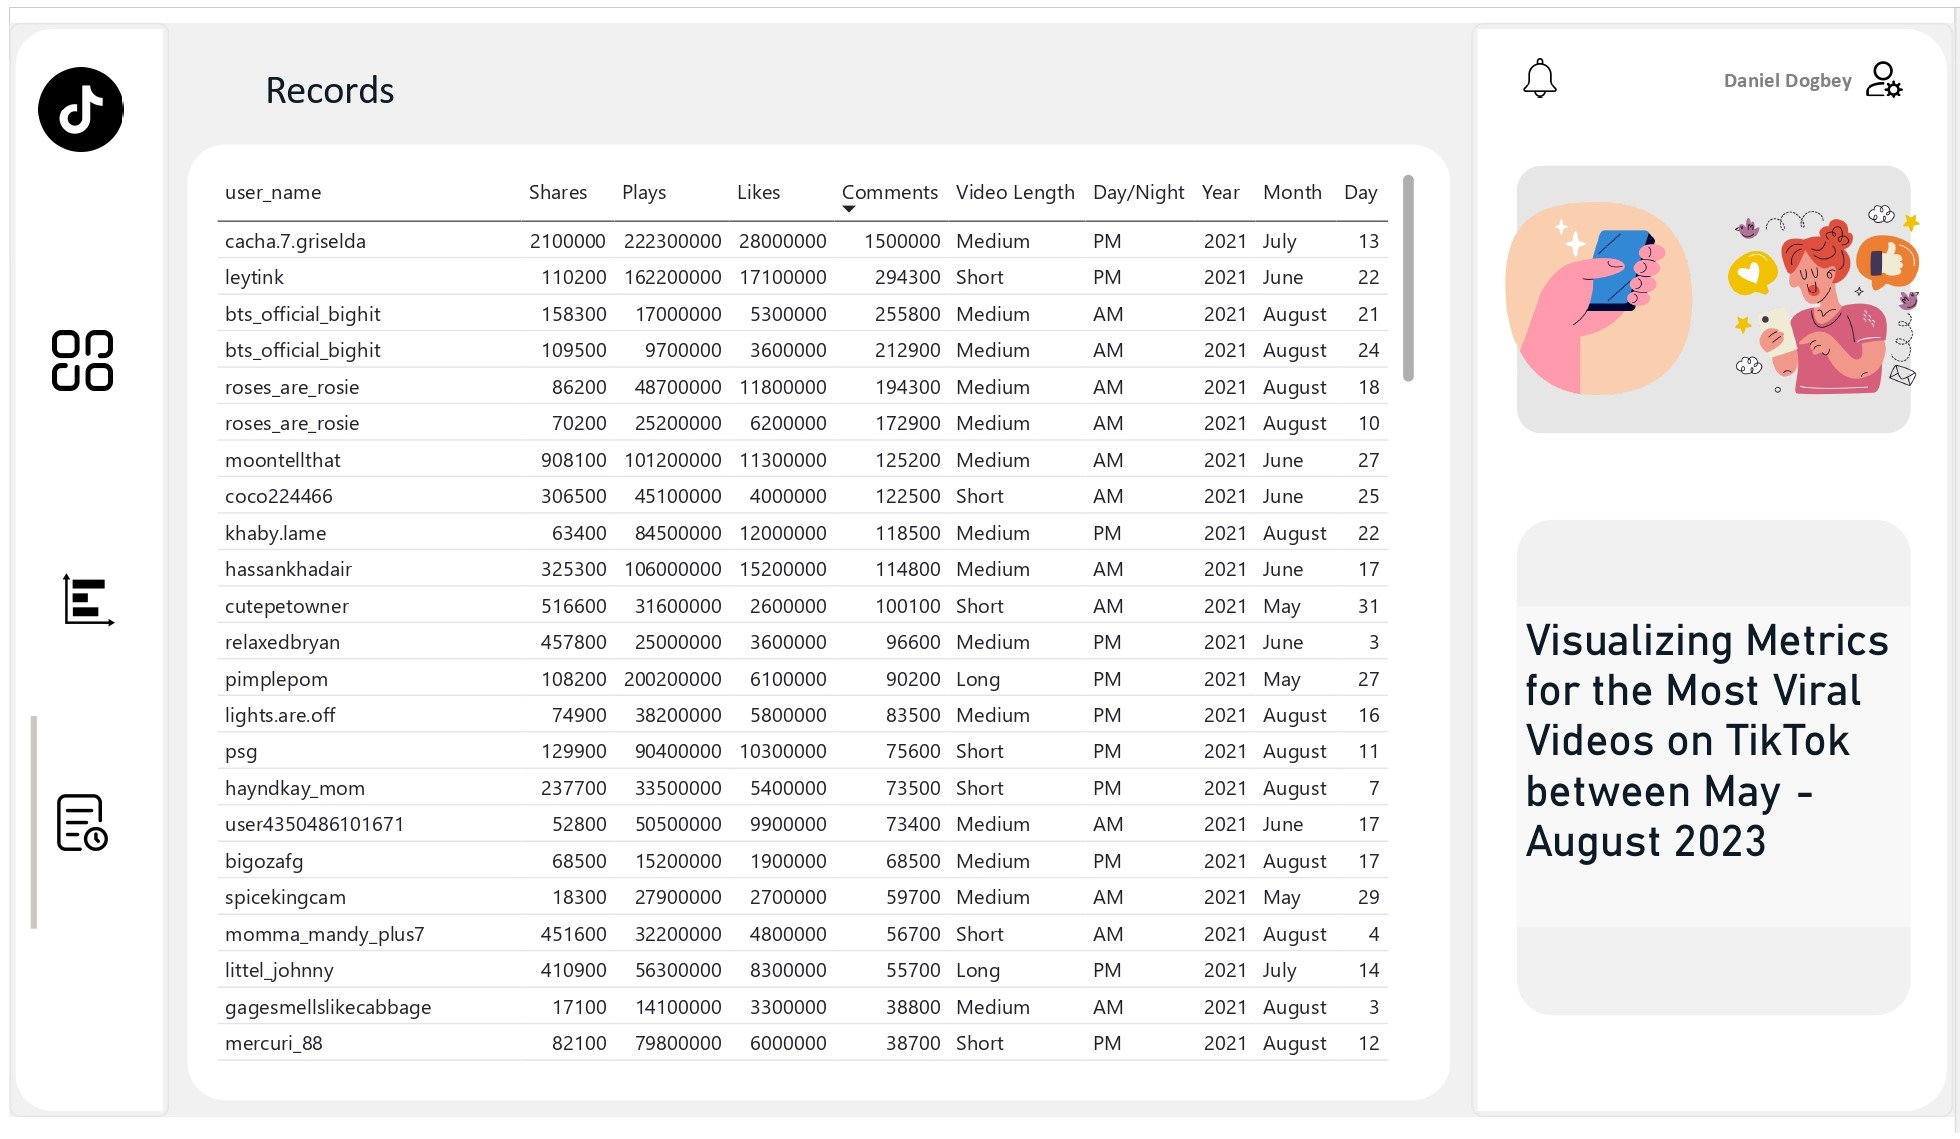 Records
Daniel Dogbey
user_name Shares Plays Likes Comments Video Length Day/Night Year Month Day
cacha.7.griselda 2100000 222300000 28000000 1500000 Medium PM 2021 July 13
leytink 110200 162200000 17100000 294300 Short PM 2021 June 22
bts_official_bighit 158300 17000000 5300000 255800 Medium AM 2021 August 21
bts_official_bighit 109500 9700000 3600000 212900 Medium AM 2021 August 24
roses_are_rosie 86200 48700000 11800000 194300 Medium AM 2021 August 18
roses_are_rosie 70200 25200000 6200000 172900 Medium AM 2021 August 10
moontellthat 908100 101200000 11300000 125200 Medium AM 2021 June 27
coco224466 306500 45100000 4000000 122500 Short AM 2021 June 25
khaby.lame 63400 84500000 12000000 118500 Medium PM 2021 August 22
hassankhadair 325300 106000000 15200000 114800 Medium AM 2021 June 17
cutepetowner 516600 31600000 2600000 100100 Short AM 2021 May 31
relaxedbryan 457800 25000000 3600000 96600 Medium PM 2021 June 3
pimplepom 108200 200200000 6100000 90200 Long PM 2021 May 27
lights.are.off 74900 38200000 5800000 83500 Medium PM 2021 August 16
psg 129900 90400000 10300000 75600 Short PM 2021 August 11
hayndkay_mom 237700 33500000 5400000 73500 Short PM 2021 August 7
user4350486101671 52800 50500000 9900000 73400 Medium AM 2021 June 17
bigozafg 68500 15200000 1900000 68500 Medium PM 2021 August 17
spicekingcam 18300 27900000 2700000 59700 Medium AM 2021 May 29
momma_mandy_plus7 451600 32200000 4800000 56700 Short AM 2021 August 4
littel_johnny 410900 56300000 8300000 55700 Long PM 2021 July 14
gagesmellslikecabbage 17100 14100000 3300000 38800 Medium AM 2021 August 3
mercuri_88 82100 79800000 6000000 38700 Short PM 2021 August 12
Visualizing Metrics
for the Most Viral
Videos on TikTok
between May -
August 2023